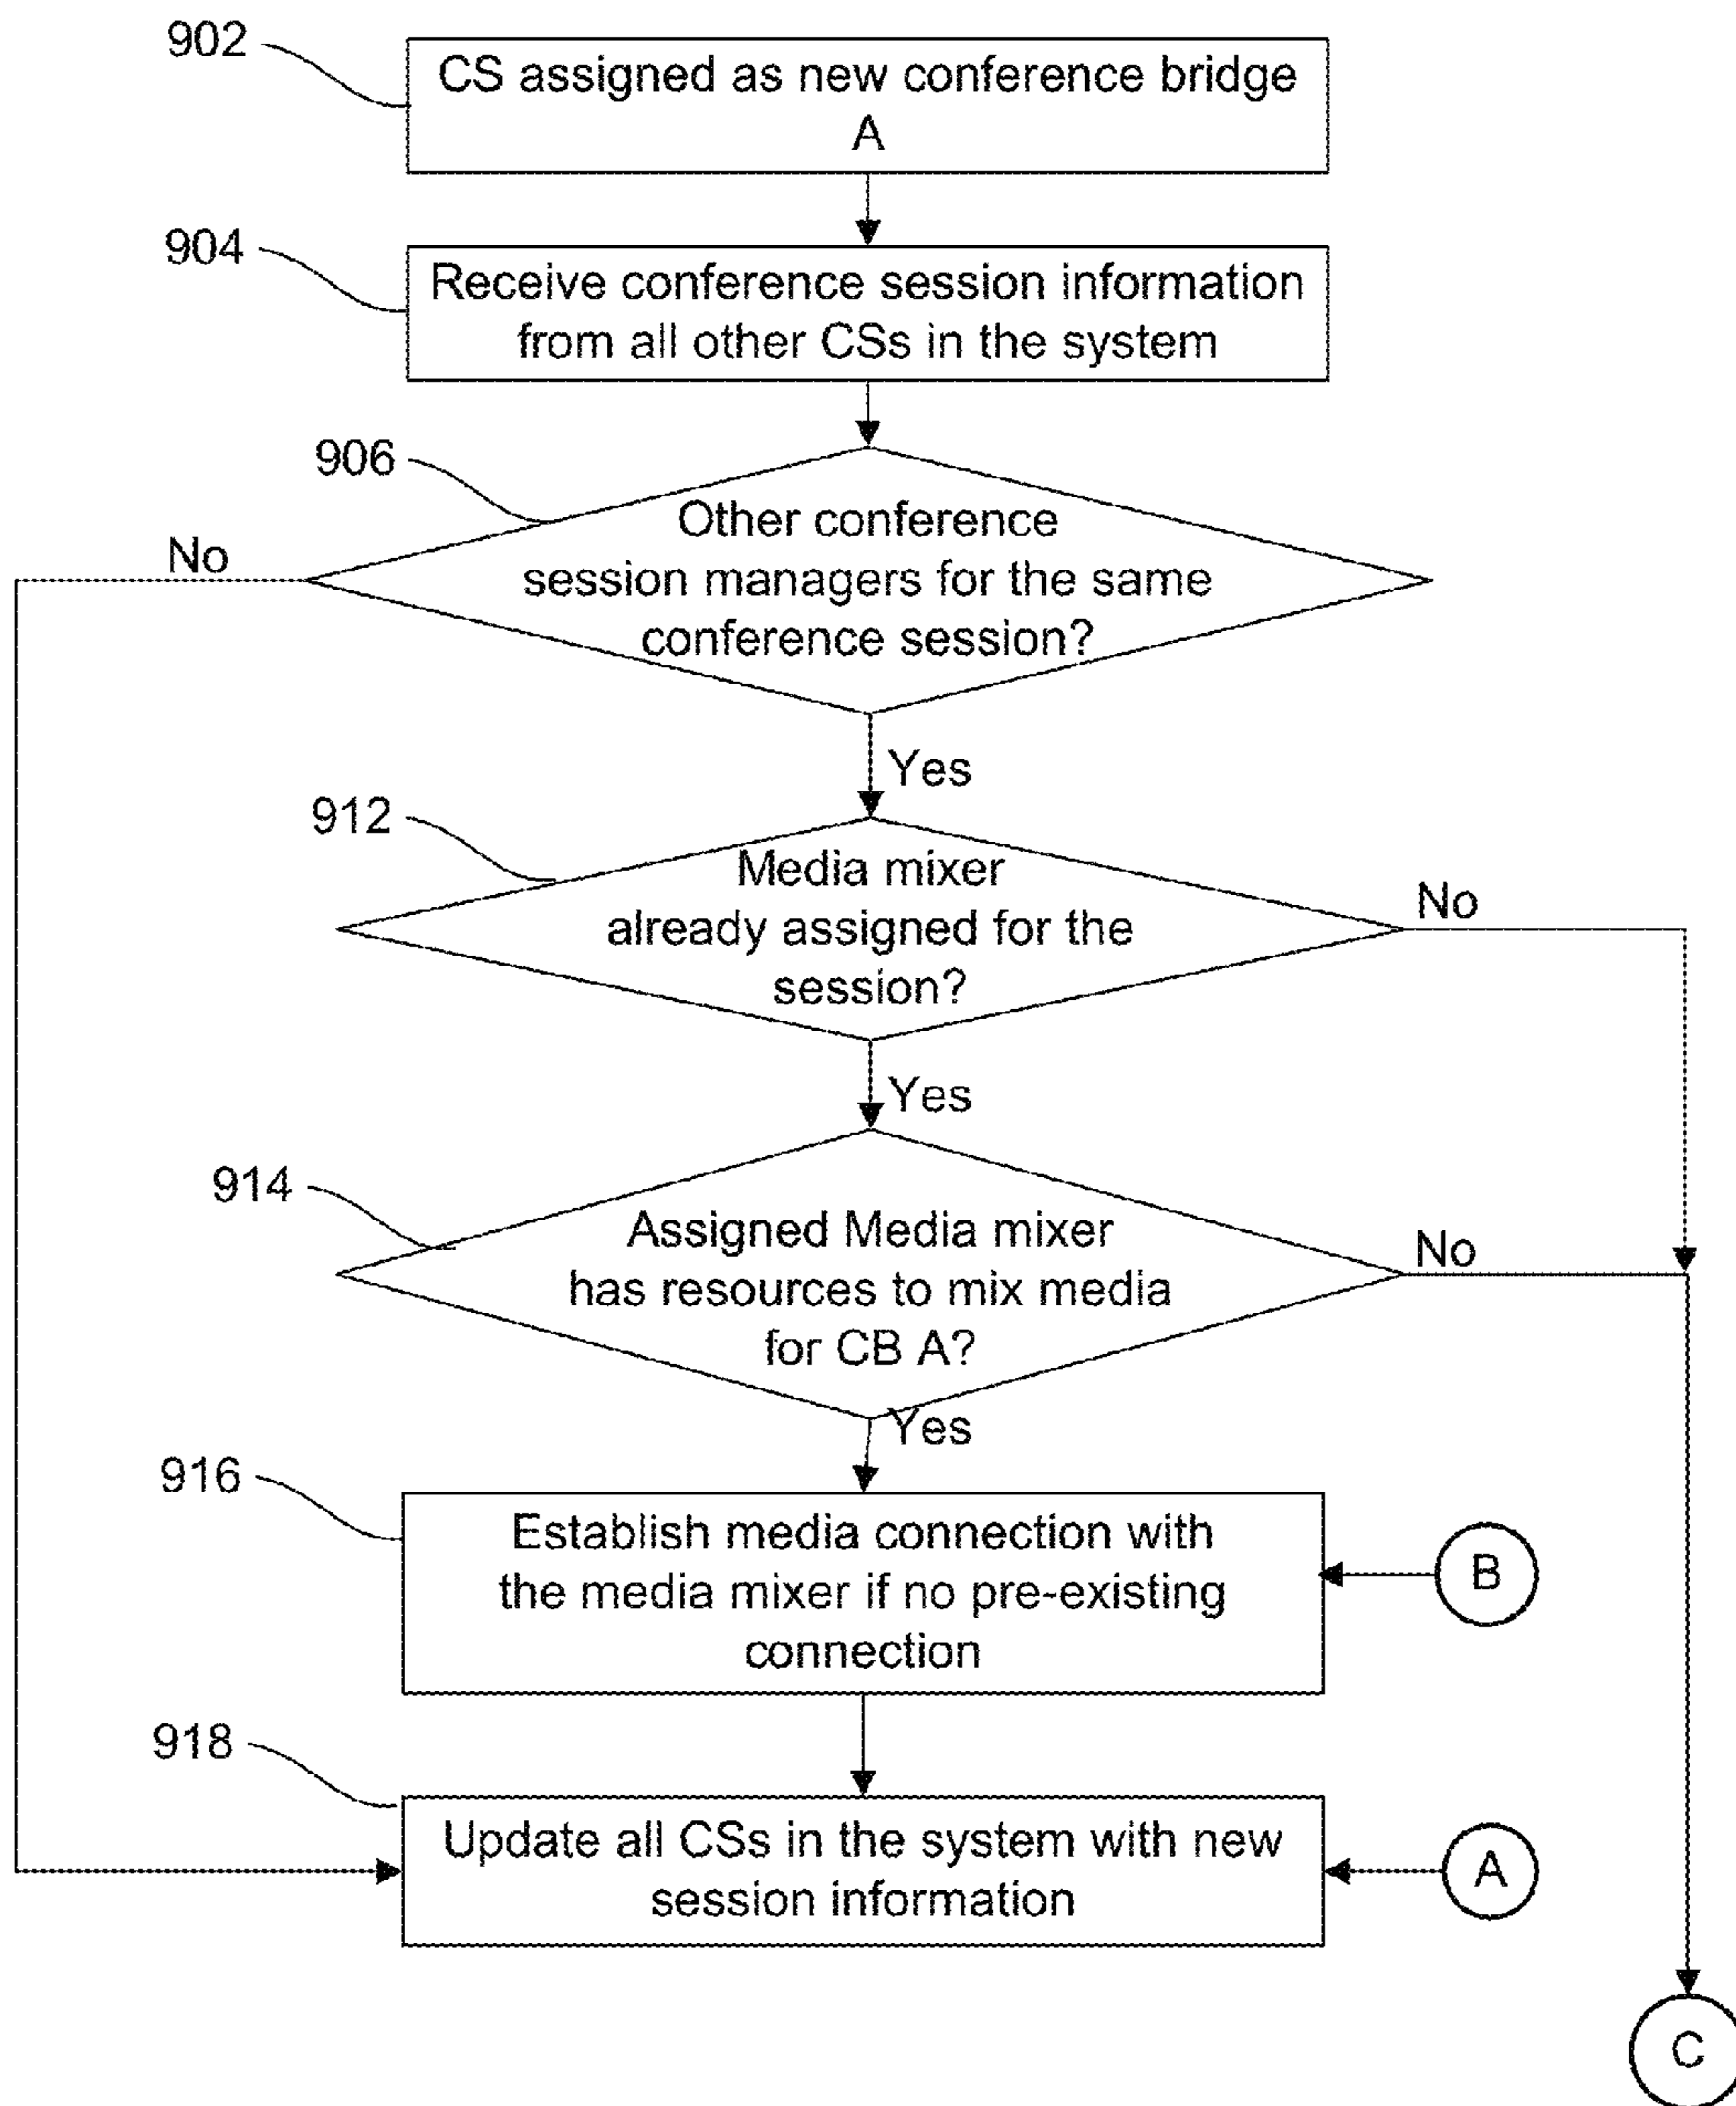 902
CS assigned as new conference bridge
A
904
Receive conference session information
from all other CSs in the system
906
Other conference
session managers for the same
conference session?
No
Yes
912
Media mixer
already assigned for the
session?
No
Yes
914
Assigned Media mixer
has resources to mix media
for CB A?
No
Yes
916
Establish media connection with
the media mixer if no pre-existing
connection
B
918
Update all CSs in the system with new
session information
A
C